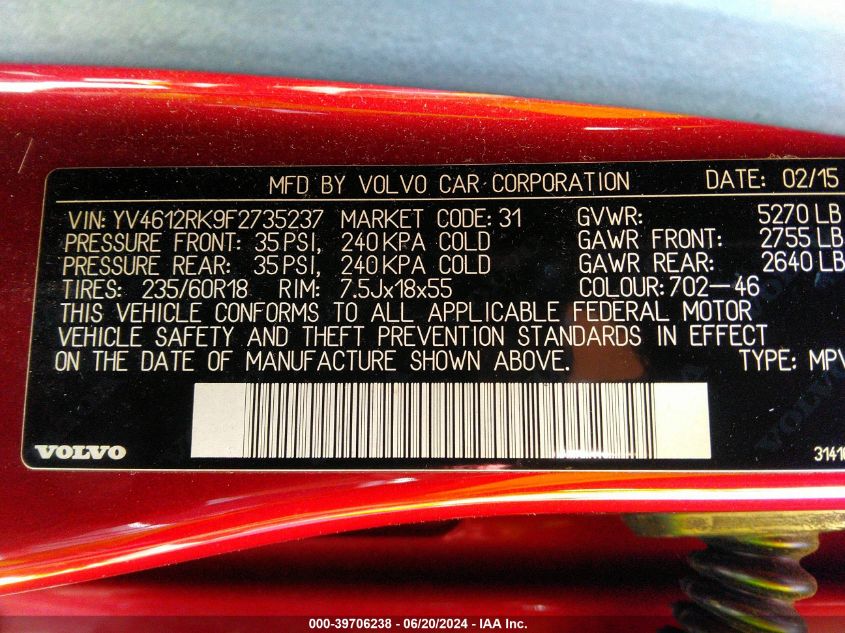 MFD BY VOLVO CAR CORPORATION DATE: 02/15
VIN: YV4612RK9F2735237 MARKET CODE: 31 GVWR: 5270 LB
PRESSURE FRONT: 35 PSI, 240 KPA COLD GAWR FRONT: 2755 LB
PRESSURE REAR: 35 PSI, 240 KPA COLD GAWR REAR: 2640 LB
TIRES: 235/60R18 RIM: 7.5Jx18x55 COLOUR: 702-46
THIS VEHICLE CONFORMS TO ALL APPLICABLE FEDERAL MOTOR
VEHICLE SAFETY AND THEFT PREVENTION STANDARDS IN EFFECT
ON THE DATE OF MANUFACTURE SHOWN ABOVE. TYPE: MPV
VOLVO
000-39706238 - 06/20/2024 - IAA Inc.